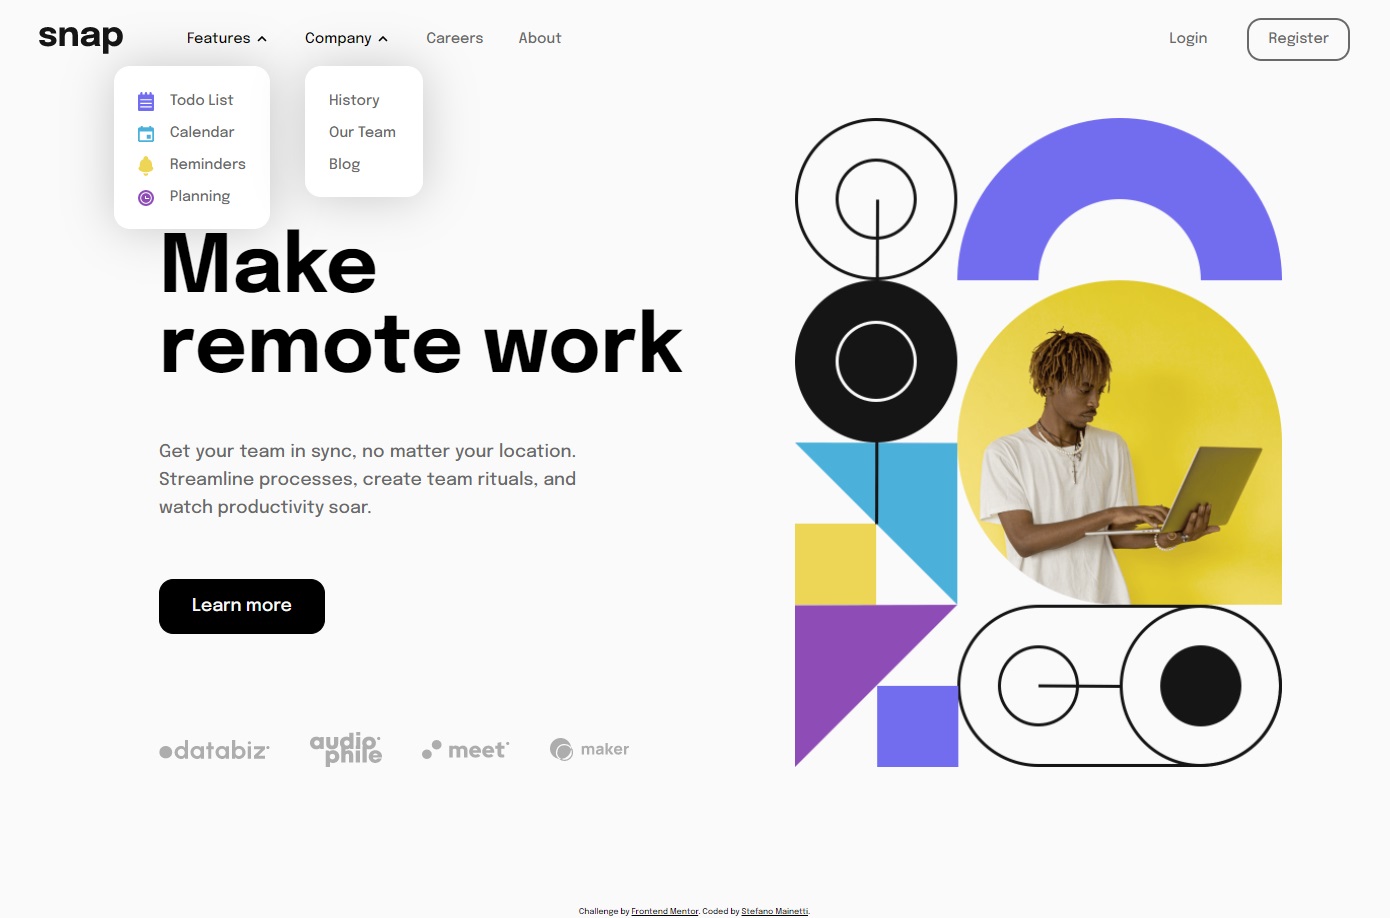 snap
Features
Company
Careers
About
Login
Register
Todo List
Calendar
Reminders
Planning
History
Our Team
Blog
Make
remote work
Get your team in sync, no matter your location.
Streamline processes, create team rituals, and
watch productivity soar.
Learn more
databiz
audiophile
meet
maker
Challenge by Frontend Mentor. Coded by Stefano Mainetti.